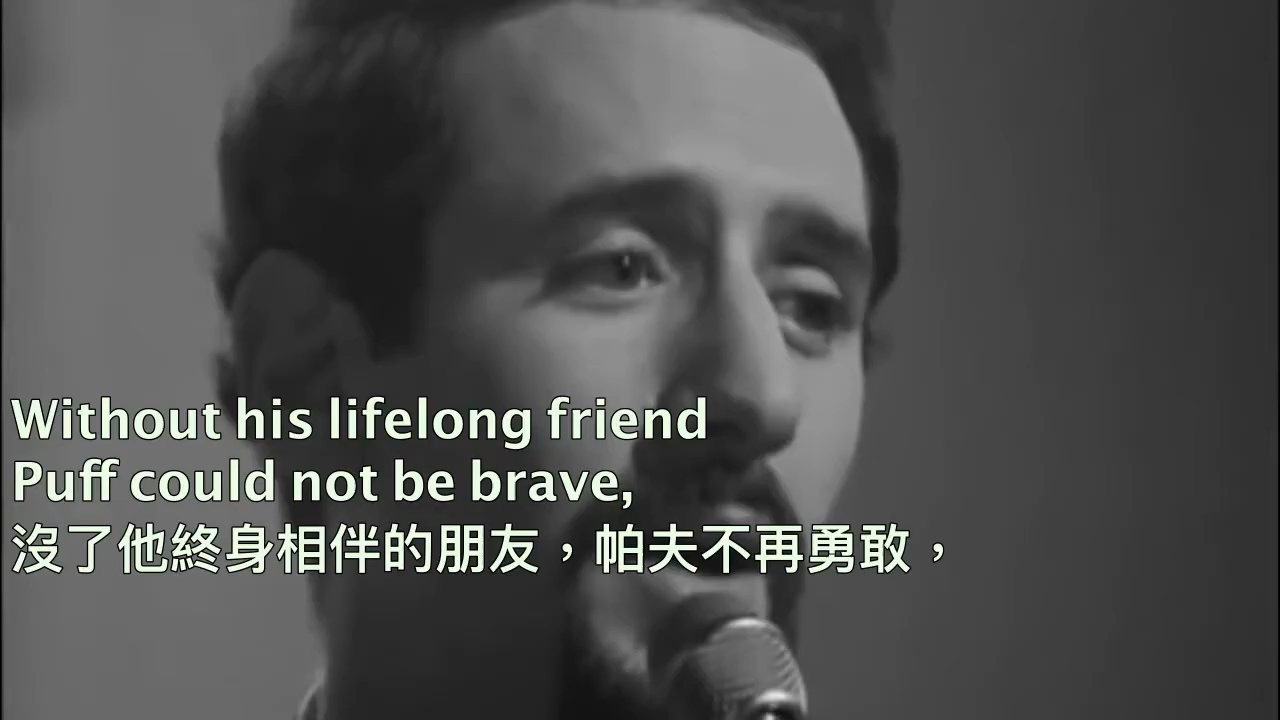 Without his lifelong friend
Puff could not be brave,
沒了他終身相伴的朋友，帕夫不再勇敢，